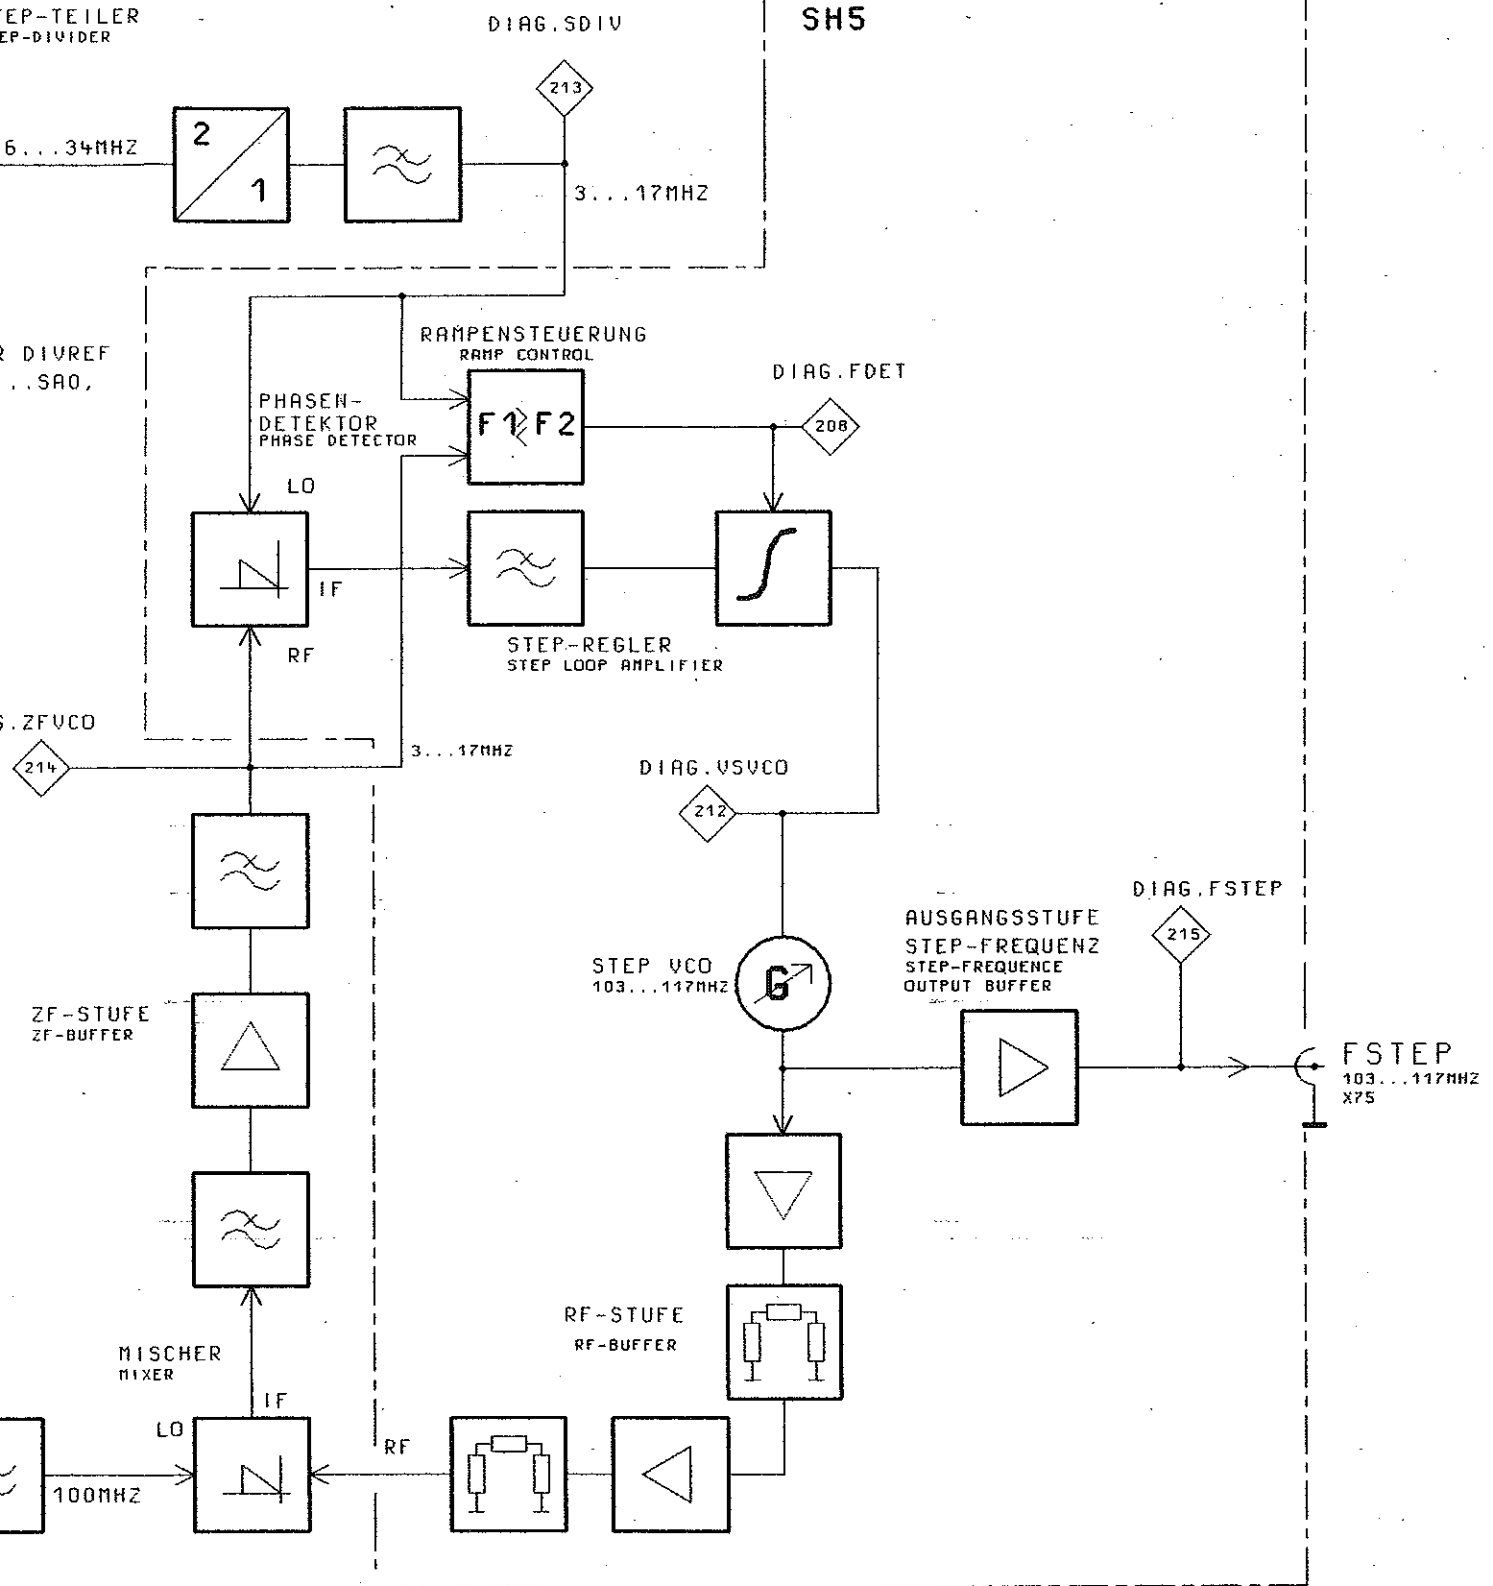 TEP-TEILER
EP-DIVIDER
DIAG.SDIV
SH5
213
2
1
6...34MHZ
3...17MHZ
R DIVREF
..SAO,
RAMPENSTEUERUNG
RAMP CONTROL
DIAG.FDET
PHASEN-
DETEKTOR
PHASE DETECTOR
F1 F2
208
LO
IF
RF
STEP-REGLER
STEP LOOP AMPLIFIER
G.ZFVCO
214
3...17MHZ
DIAG.VSVCO
212
DIAG.FSTEP
215
AUSGANGSSTUFE
STEP-FREQUENZ
STEP-FREQUENCE
OUTPUT BUFFER
STEP VCO
103...117MHZ
G
ZF-STUFE
ZF-BUFFER
FSTEP
103...117MHZ
X75
RF-STUFE
RF-BUFFER
MISCHER
MIXER
IF
LO
RF
100MHZ